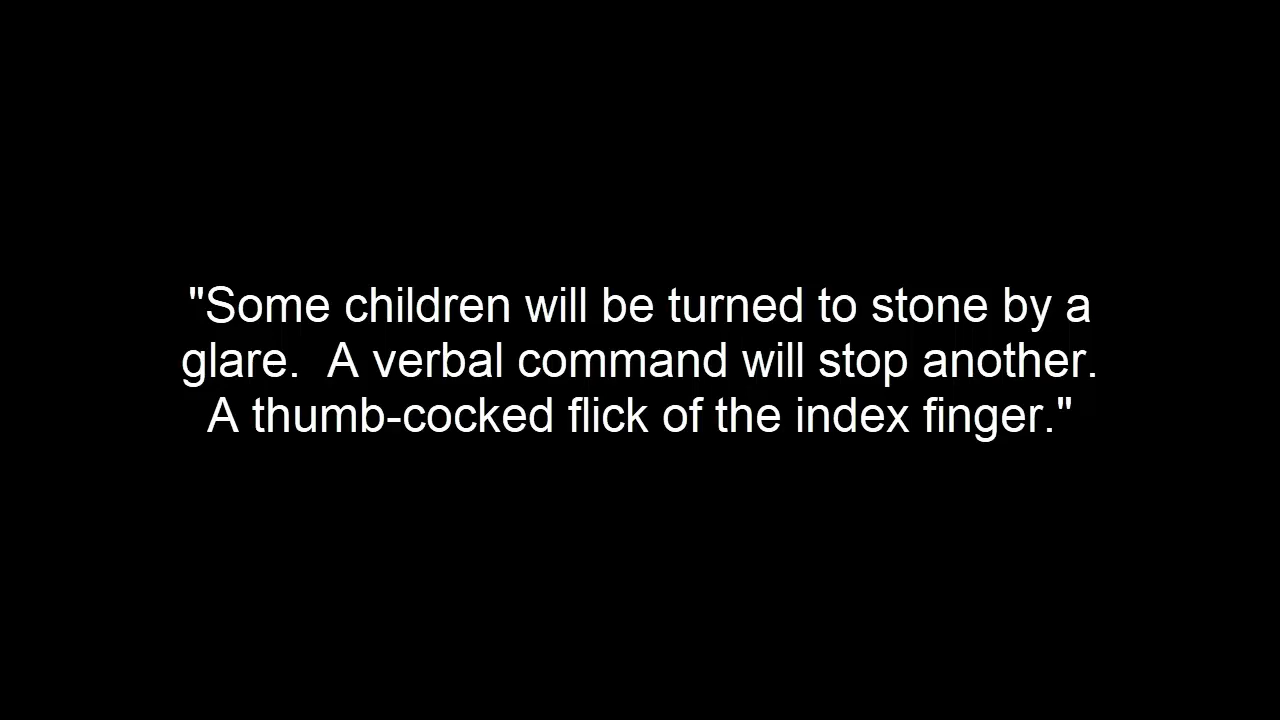 "Some children will be turned to stone by a
glare.  A verbal command will stop another.
A thumb-cocked flick of the index finger."